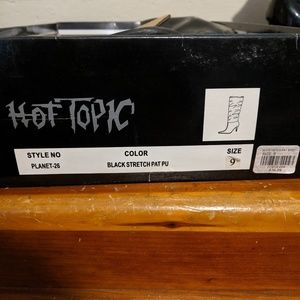 HOT TOPIC
STYLE NO COLOR SIZE
PLANET-26 BLACK STRETCH PAT PU 9